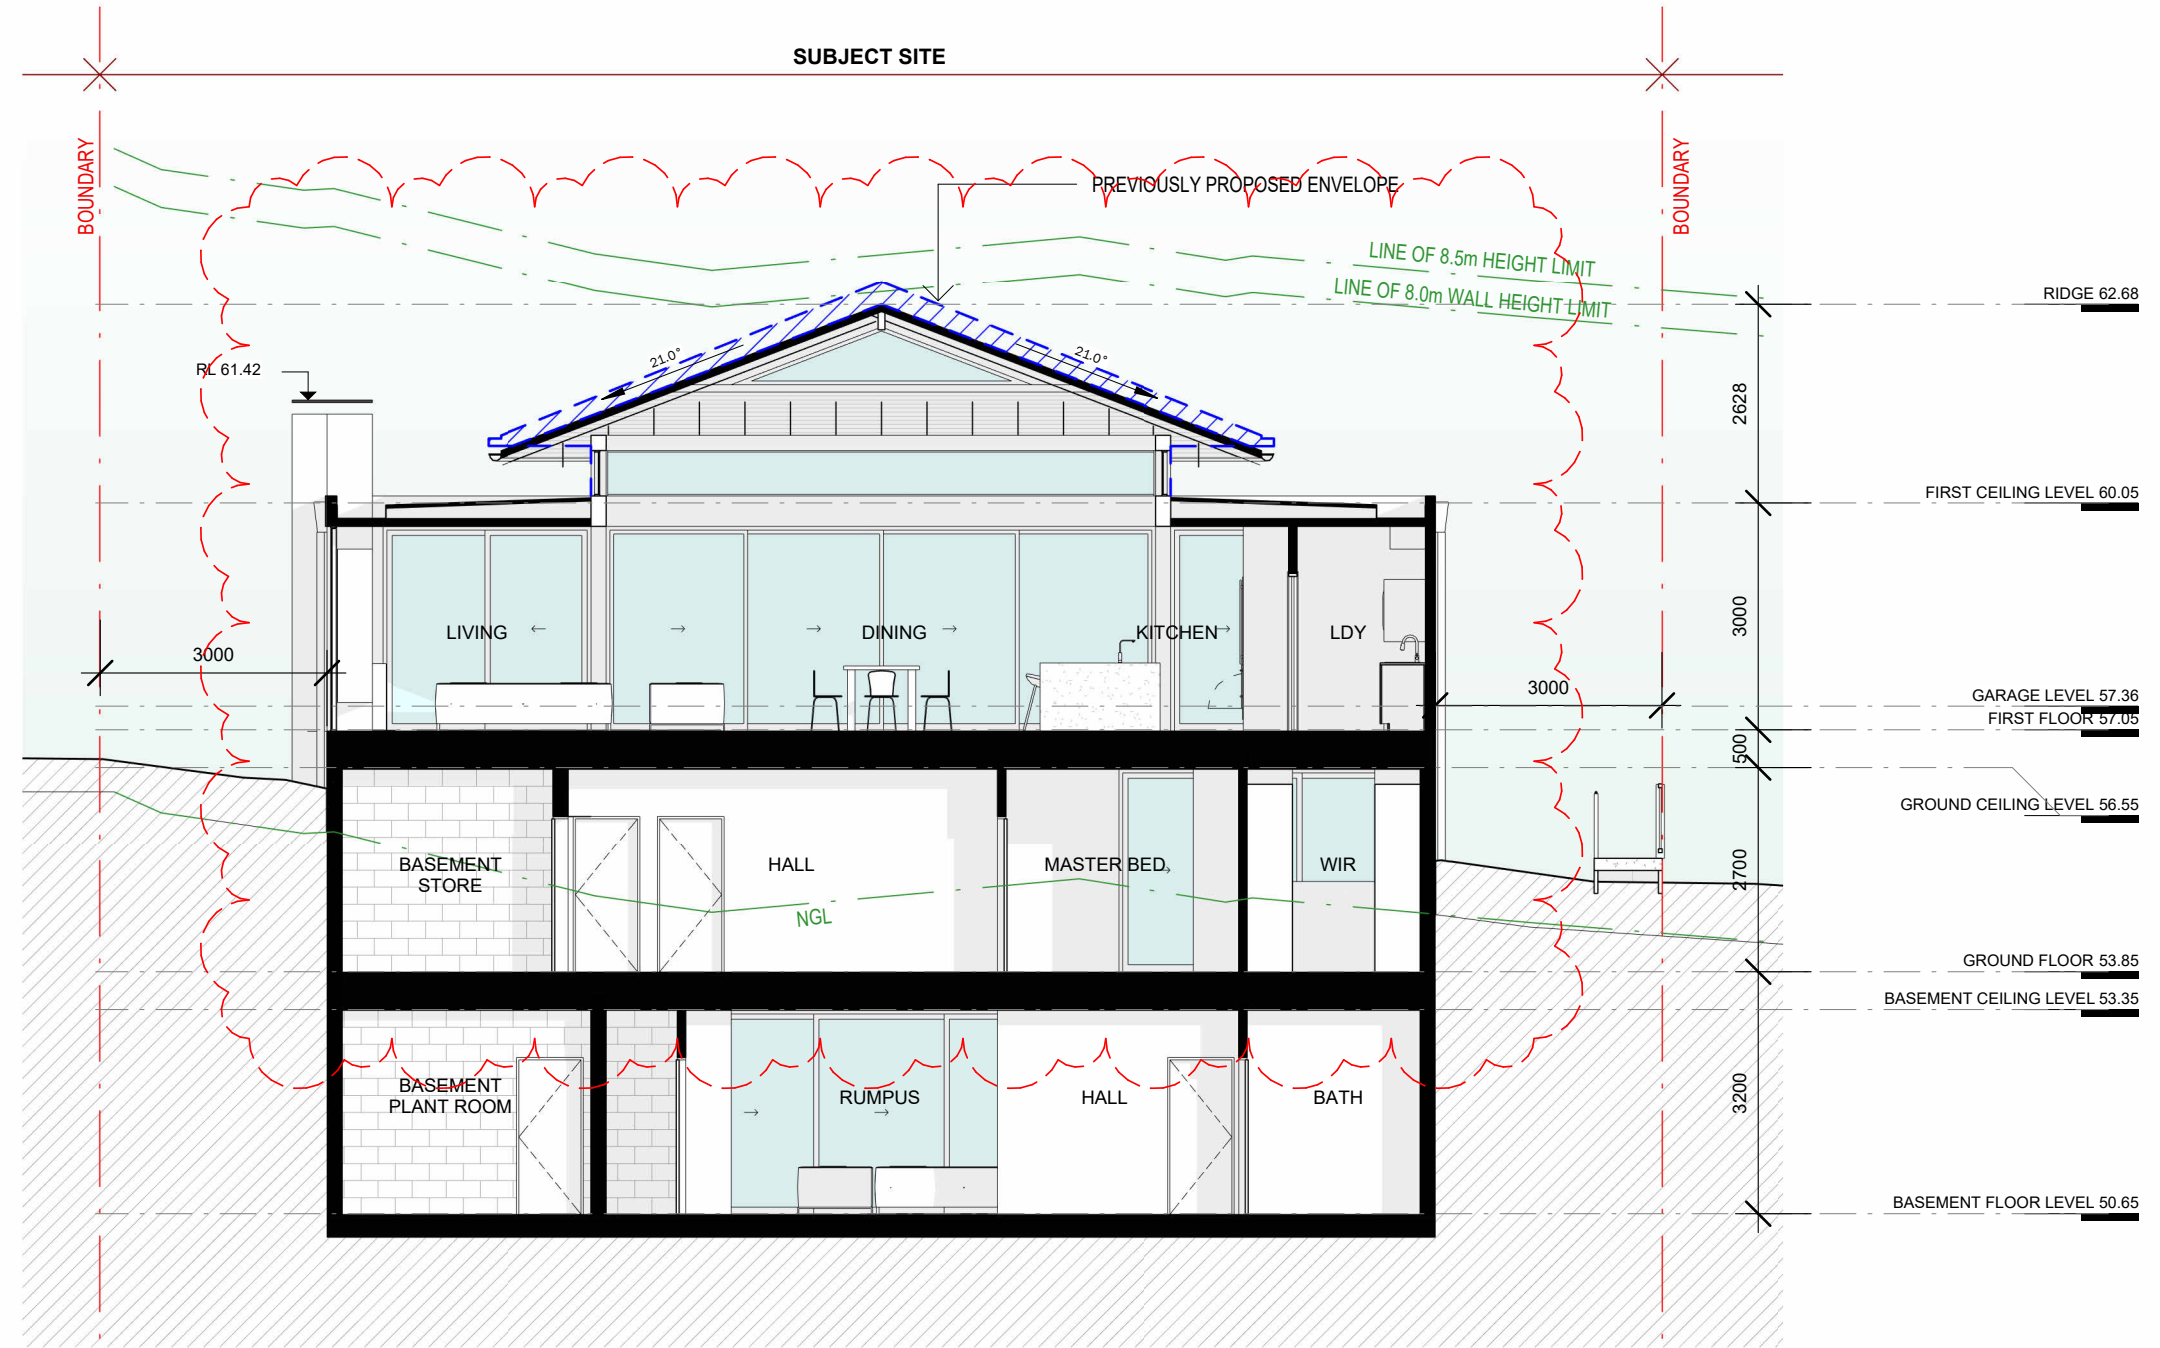 SUBJECT SITE
BOUNDARY
BOUNDARY
PREVIOUSLY PROPOSED ENVELOPE
LINE OF 8.5m HEIGHT LIMIT
LINE OF 8.0m WALL HEIGHT LIMIT
RIDGE 62.68
21.0°
21.0°
RL 61.42
2628
FIRST CEILING LEVEL 60.05
LIVING
DINING
KITCHEN
LDY
3000
3000
3000
GARAGE LEVEL 57.36
FIRST FLOOR 57.05
500
GROUND CEILING LEVEL 56.55
BASEMENT
STORE
HALL
MASTER BED
WIR
2700
NGL
GROUND FLOOR 53.85
BASEMENT CEILING LEVEL 53.35
BASEMENT
PLANT ROOM
RUMPUS
HALL
BATH
3200
BASEMENT FLOOR LEVEL 50.65